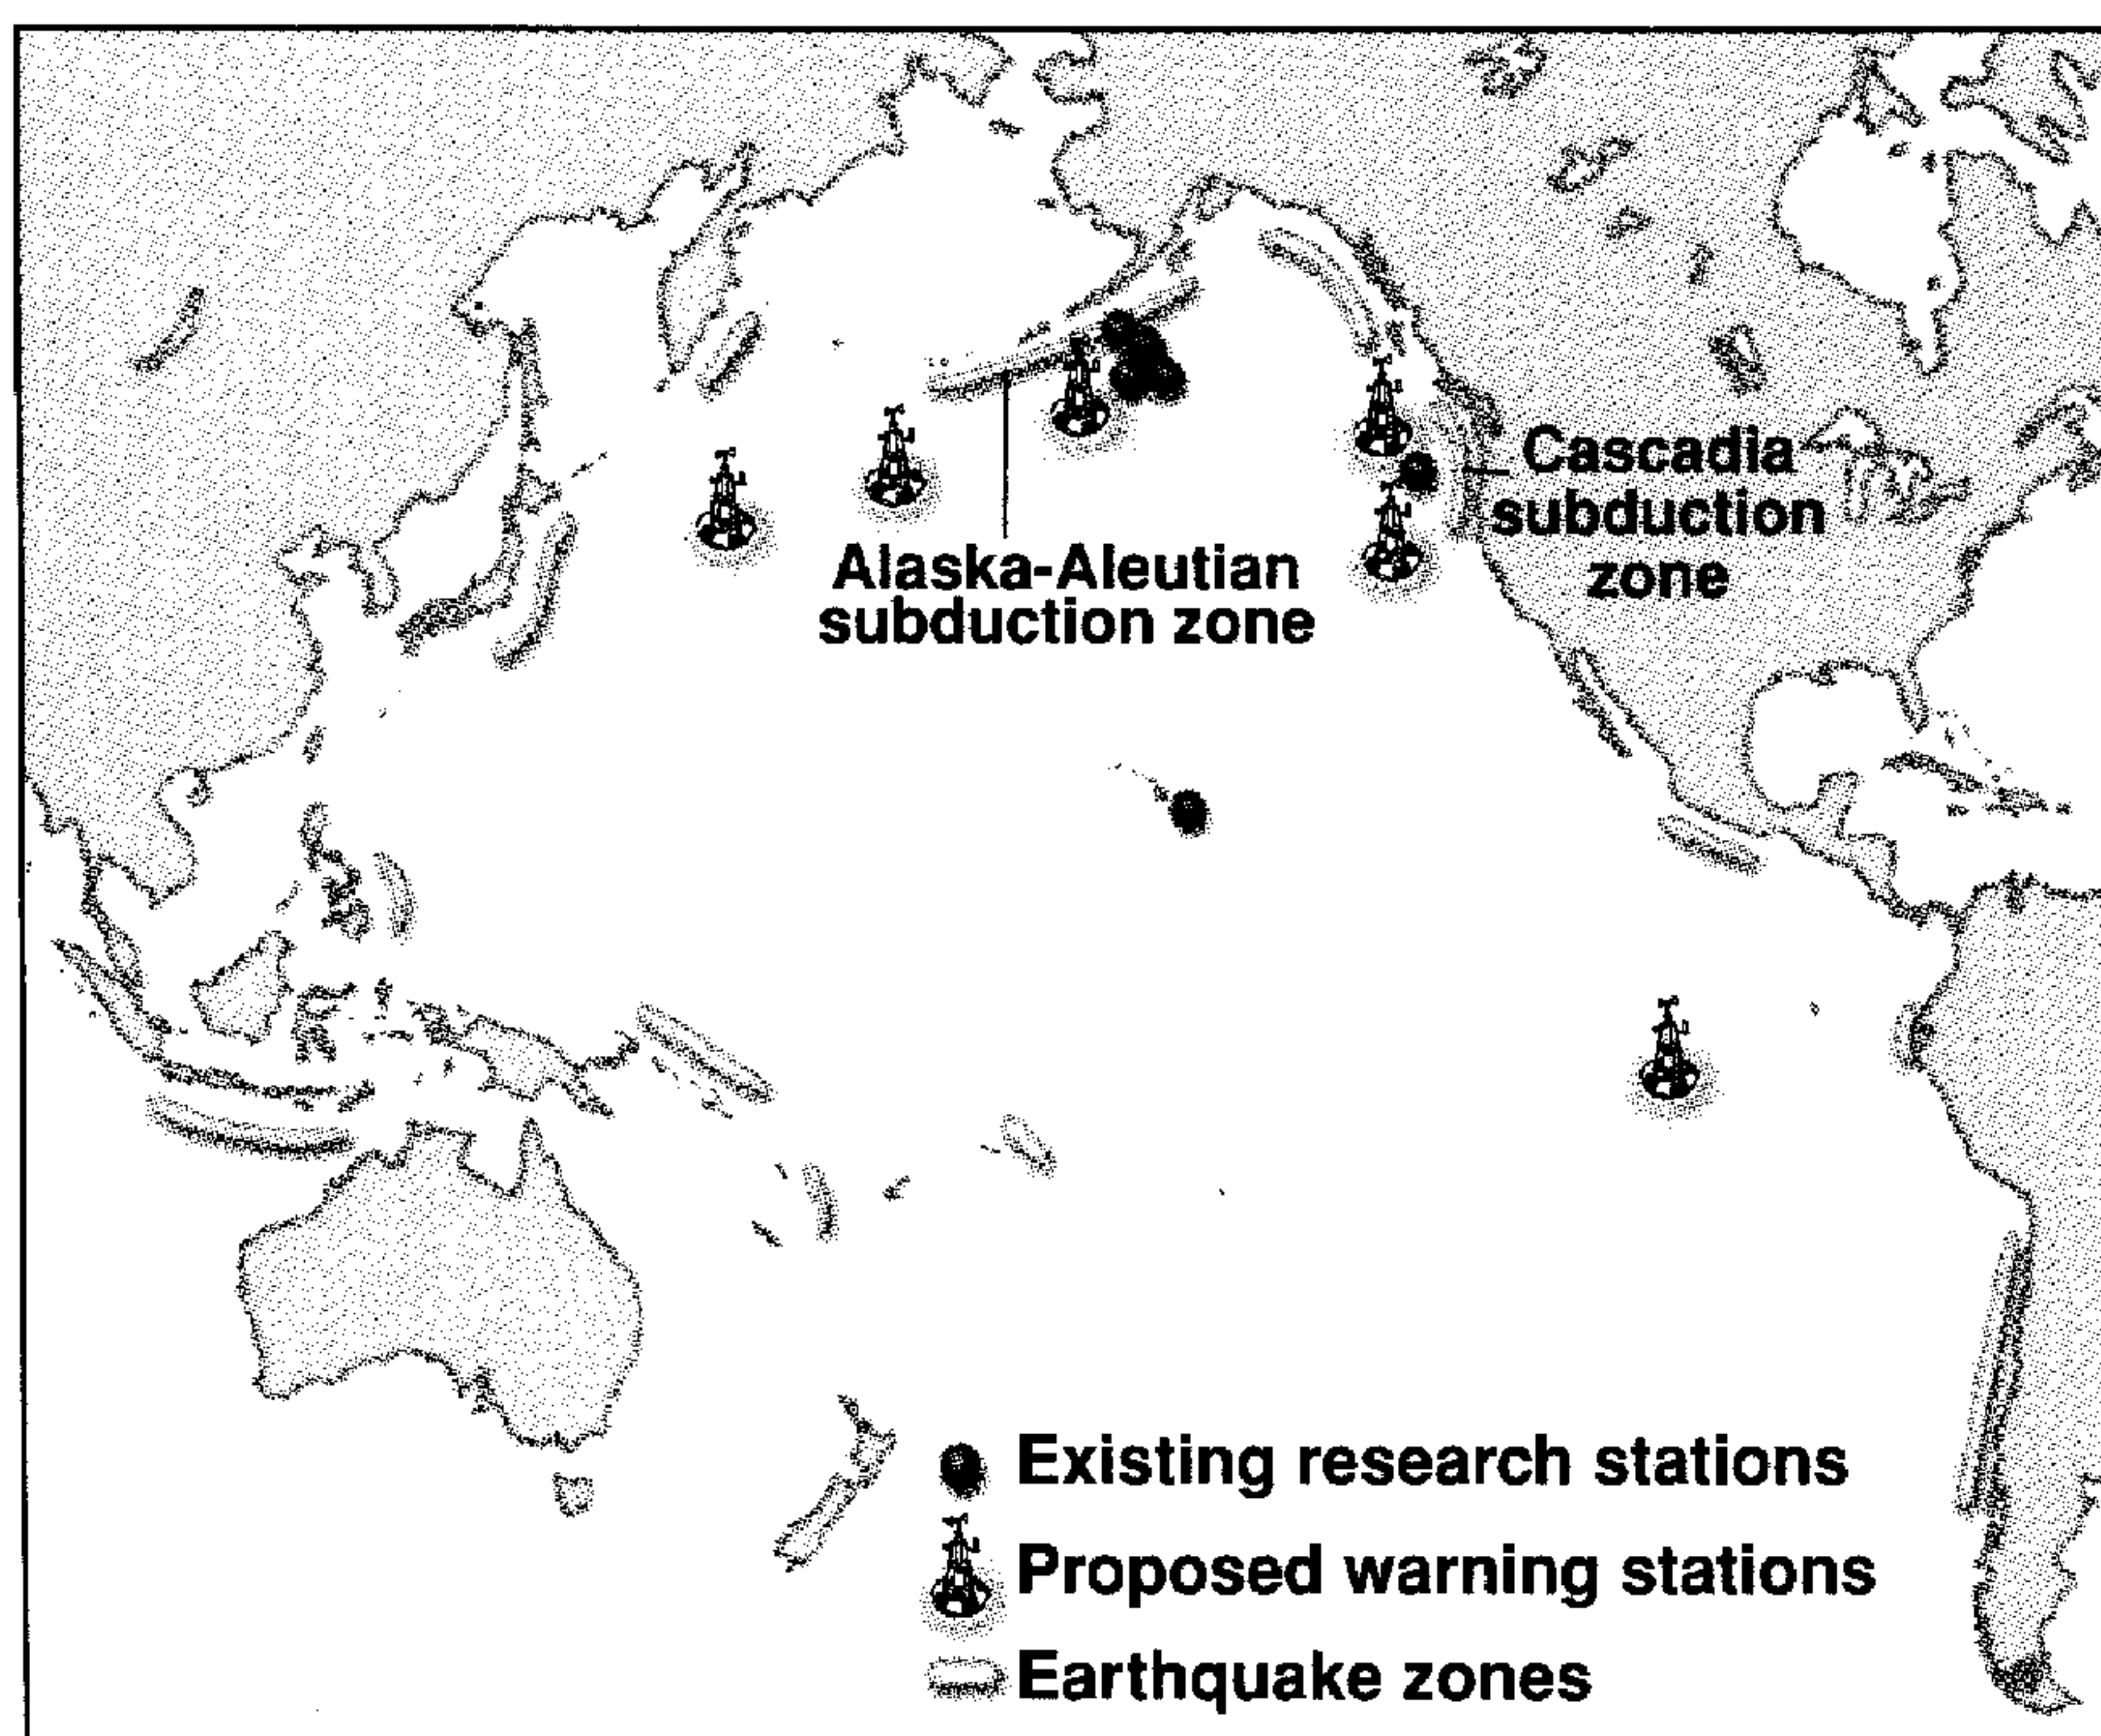 Cascadia
subduction
zone
Alaska-Aleutian
subduction zone
Existing research stations
Proposed warning stations
Earthquake zones